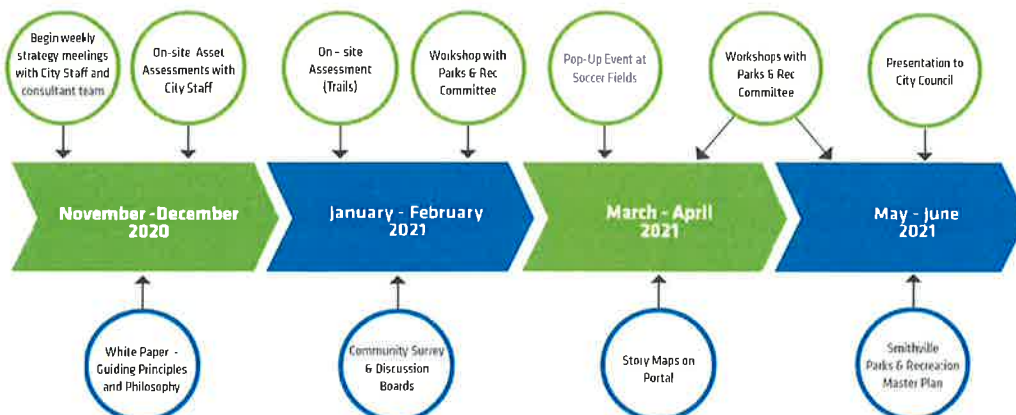 Begin weekly
strategy meetings
with City Staff and
consultant team
On-site Asset
Assessments with
City Staff
On - site
Assessment
(Trails)
Workshop with
Parks & Rec
Committee
Pop-Up Event at
Soccer Fields
Workshops with
Parks & Rec
Committee
Presentation to
City Council
November -December
2020
January - February
2021
March - April
2021
May - June
2021
White Paper -
Guiding Principles
and Philosophy
Community Survey
& Discussion
Boards
Story Maps on
Portal
Smithville
Parks & Recreation
Master Plan